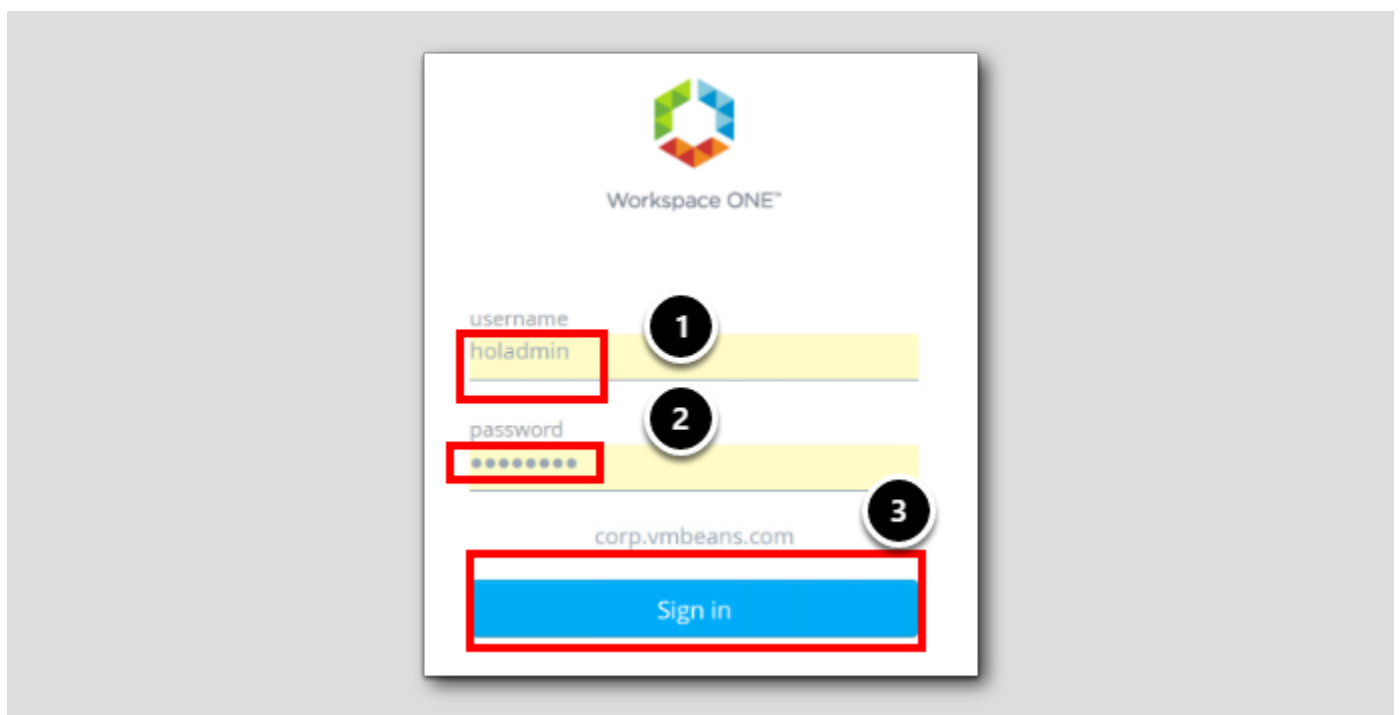 Workspace ONE™
username
1
holadmin
2
password
••••••••
3
corp.vmbeans.com
Sign in